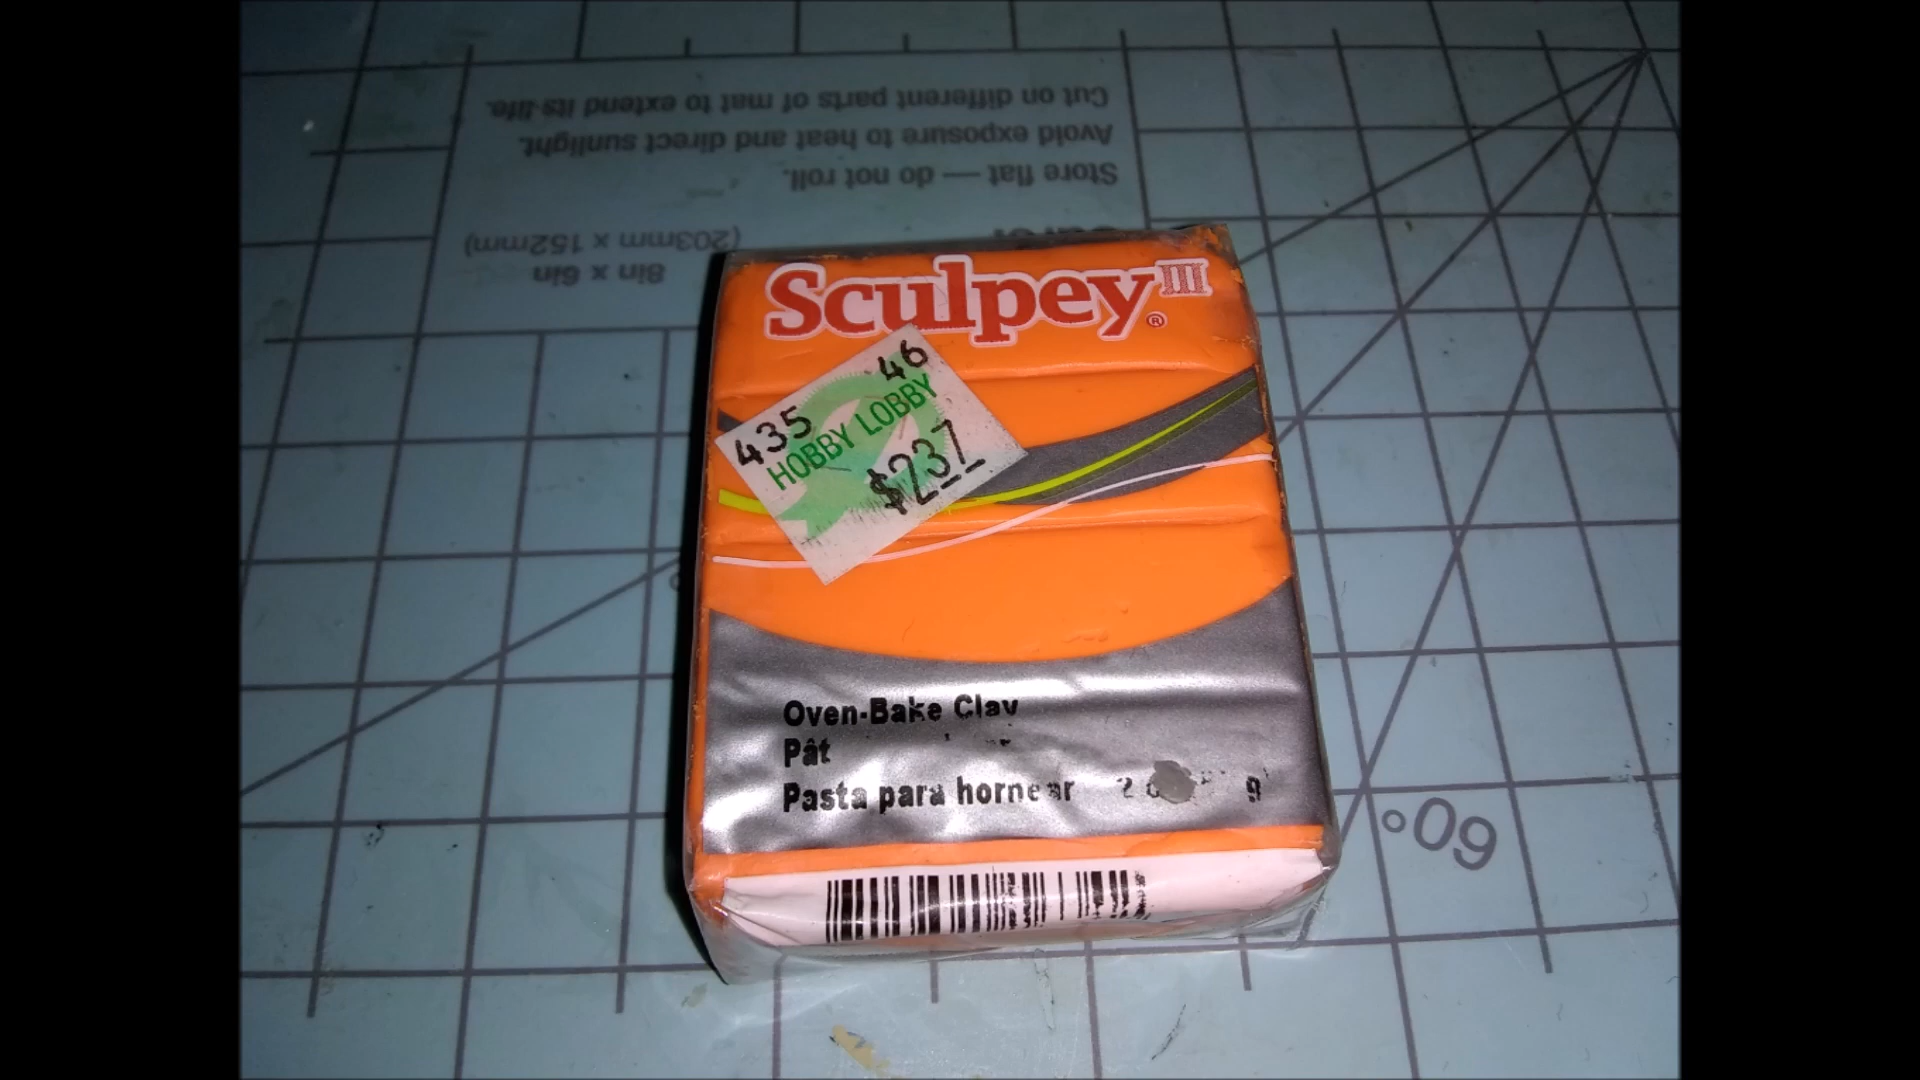 Cut on different parts of mat to extend its life.
Avoid exposure to heat and direct sunlight.
Store flat — do not roll.
8in x 6in
(203mm x 152mm)
Sculpey III ®
435 46
HOBBY LOBBY
$2.37
Oven-Bake Clay
Pât
Pasta para hornear
g
60°